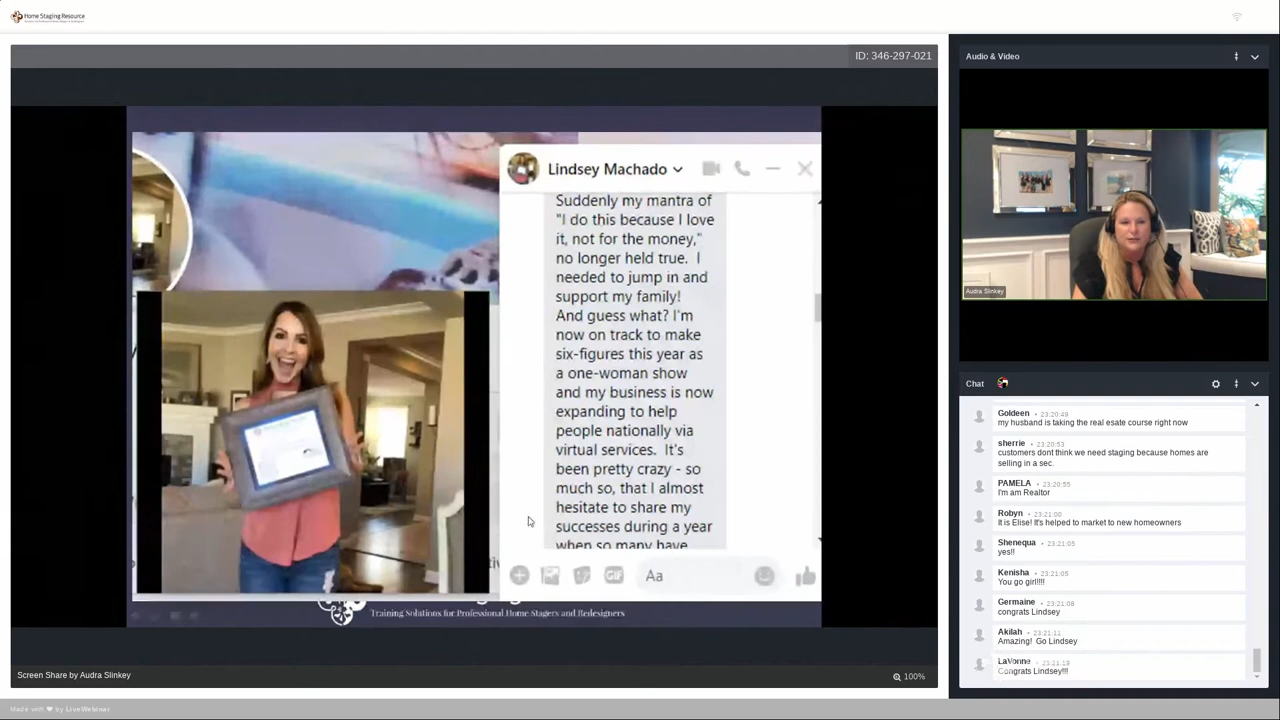 Home Staging Resource
ID: 346-297-021
Lindsey Machado
Suddenly my mantra of
"I do this because I love
it, not for the money,"
no longer held true. I
needed to jump in and
support my family!
And guess what? I'm
now on track to make
six-figures this year as
a one-woman show
and my business is now
expanding to help
people nationally via
virtual services. It's
been pretty crazy - so
much so, that I almost
hesitate to share my
successes during a year
when so many have
GIF
Aa
Training Solutions for Professional Home Stagers and Redesigners
Screen Share by Audra Slinkey
100%
Made with ❤ by LiveWebinar
Audio & Video
Audra Slinkey
Chat
Goldeen • 23:20:49
my husband is taking the real esate course right now
sherrie • 23:20:53
customers dont think we need staging because homes are
selling in a sec.
PAMELA • 23:20:55
I'm am Realtor
Robyn • 23:21:00
It is Elise! It's helped to market to new homeowners
Shenequa • 23:21:05
yes!!
Kenisha • 23:21:05
You go girl!!!!
Germaine • 23:21:08
congrats Lindsey
Akilah • 23:21:11
Amazing! Go Lindsey
LaVonne • 23:21:19
Congrats Lindsey!!!